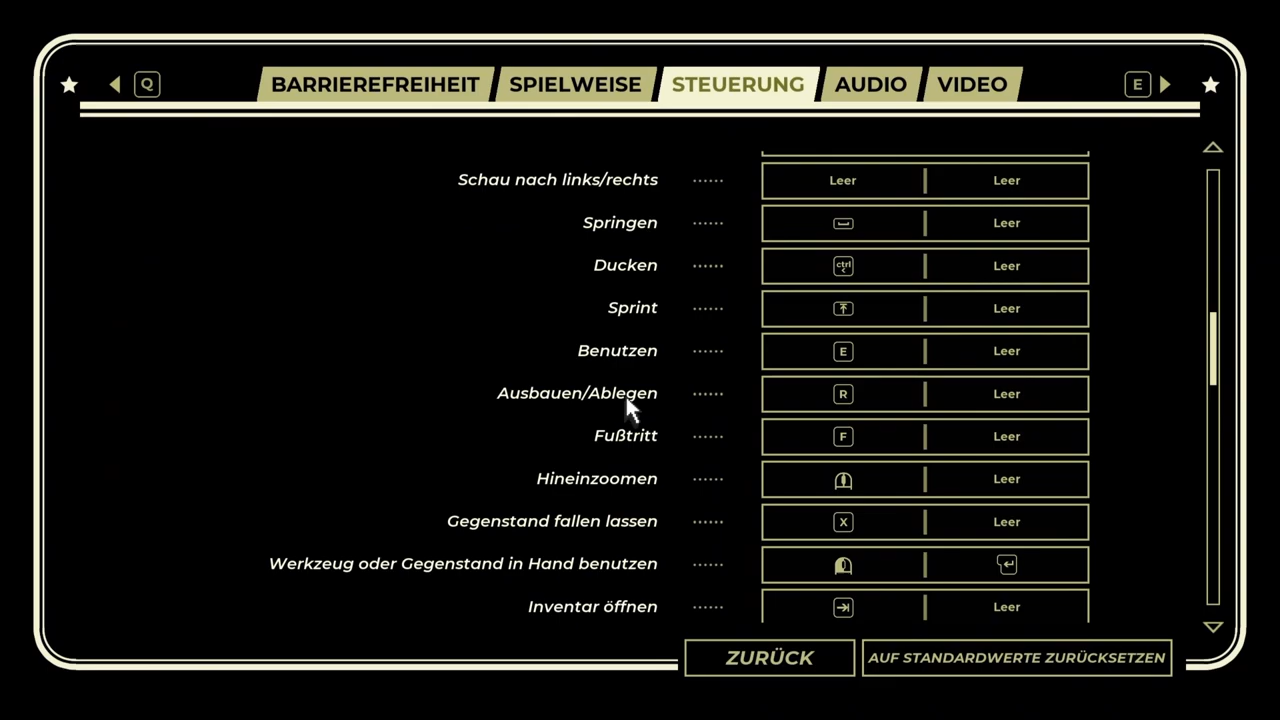 Q BARRIEREFREIHEIT SPIELWEISE STEUERUNG AUDIO VIDEO E
Schau nach links/rechts ...... Leer Leer
Springen ...... Leer
Ducken ...... ctrl Leer
Sprint ...... Leer
Benutzen ...... E Leer
Ausbauen/Ablegen ...... R Leer
Fußtritt ...... F Leer
Hineinzoomen ...... Leer
Gegenstand fallen lassen ...... X Leer
Werkzeug oder Gegenstand in Hand benutzen ......
Inventar öffnen ...... Leer
ZURÜCK AUF STANDARDWERTE ZURÜCKSETZEN